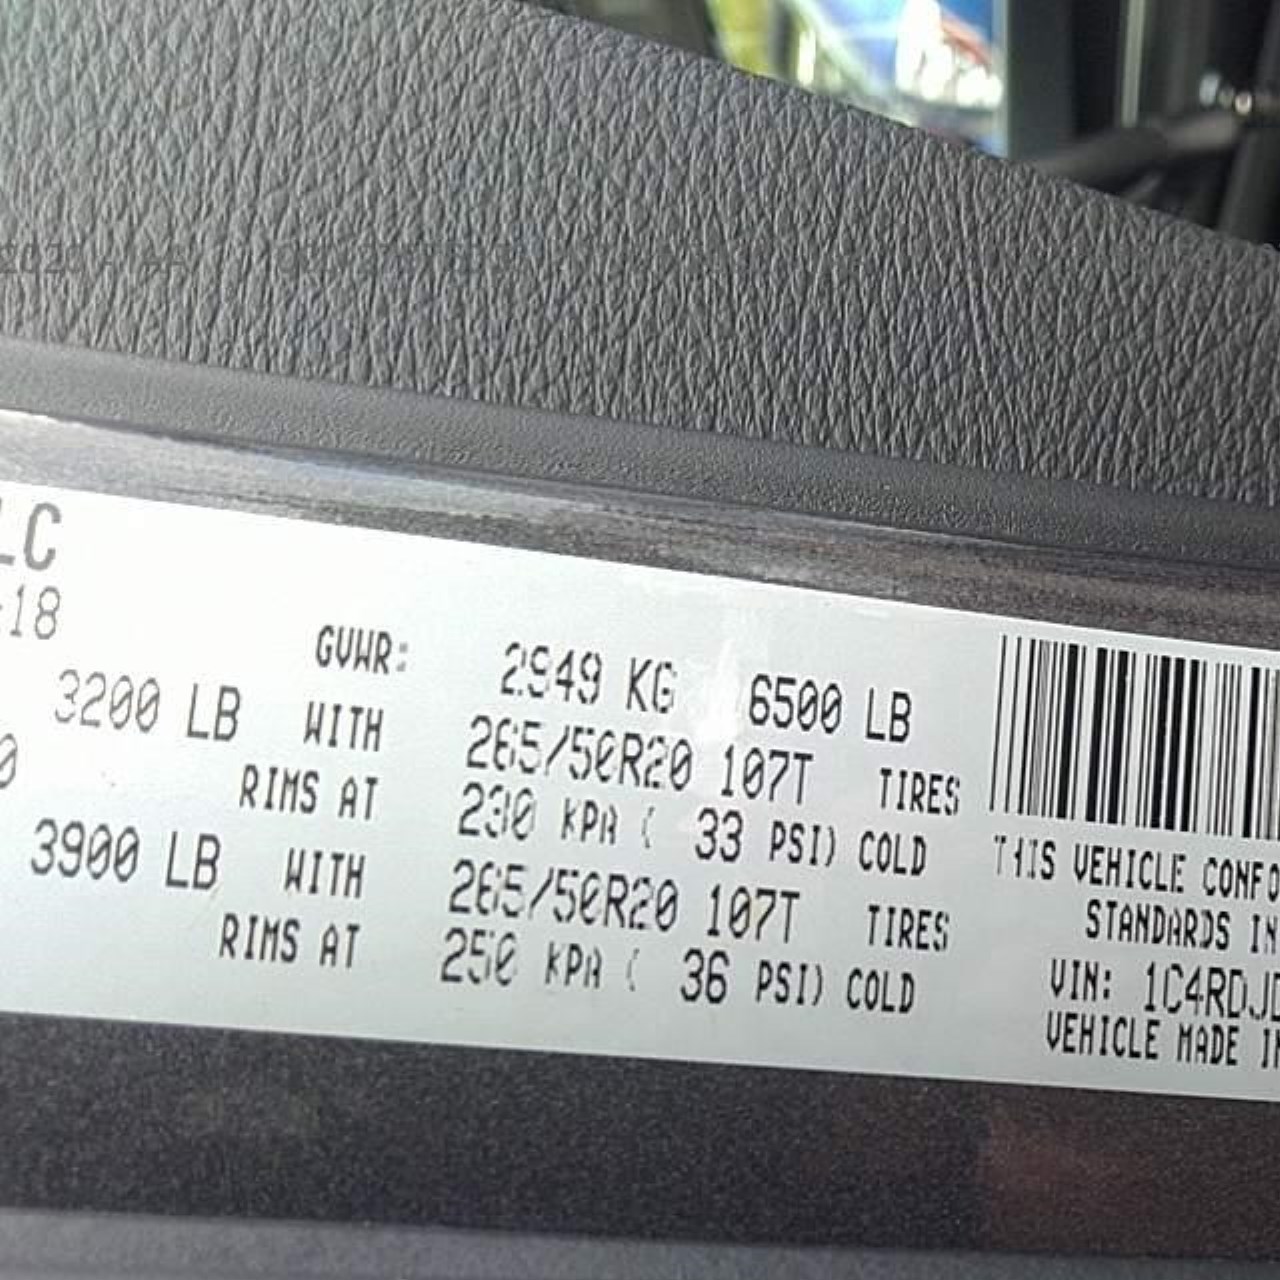 LC
-18
GVWR: 2949 KG 6500 LB
3200 LB WITH 265/50R20 107T TIRES
0 RIMS AT 230 KPA ( 33 PSI) COLD
3900 LB WITH 265/50R20 107T TIRES
RIMS AT 250 KPA ( 36 PSI) COLD
THIS VEHICLE CONFO
STANDARDS IN
VIN: 1C4RDJD
VEHICLE MADE IN